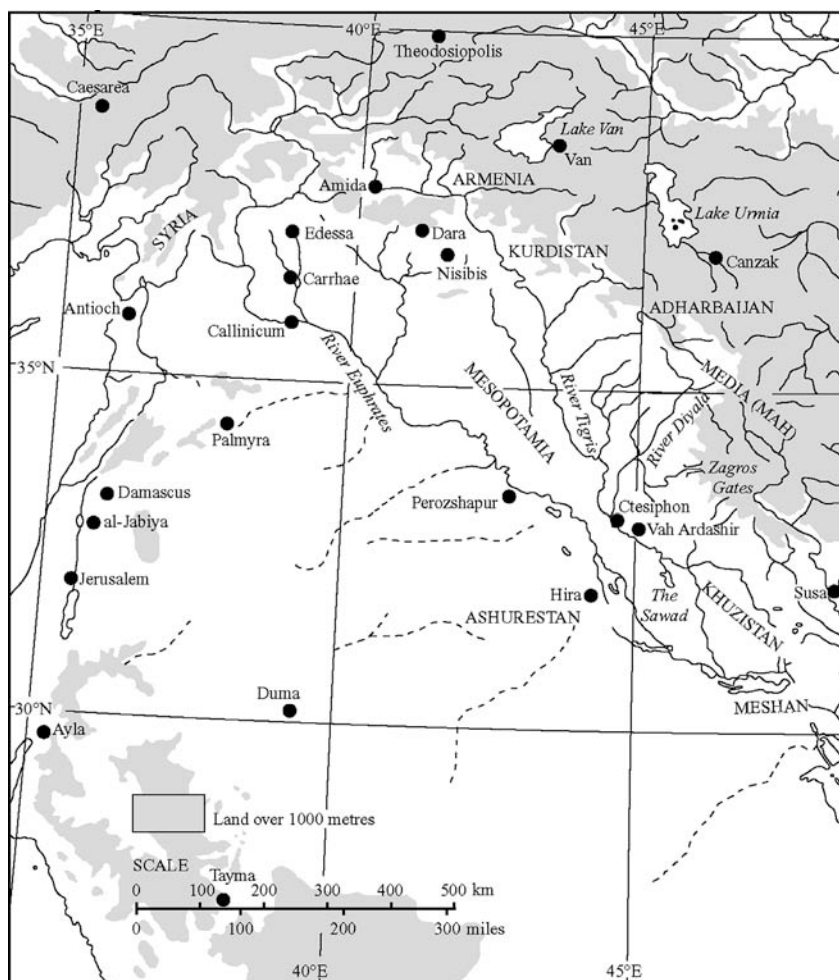 35°E
40°E
45°E
Theodosiopolis
Caesarea
Lake Van
Van
Amida
ARMENIA
SYRIA
Edessa
Dara
Lake Urmia
KURDISTAN
Nisibis
Canzak
Carrhae
Antioch
ADHARBAIJAN
Callinicum
35°N
River Euphrates
MESOPOTAMIA
River Tigris
MEDIA (MAH)
River Diyala
Palmyra
Zagros
Gates
Damascus
Perozshapur
Ctesiphon
al-Jabiya
Vah Ardashir
Jerusalem
Hira
The
Sawad
Susa
ASHURESTAN
KHUZISTAN
Duma
30°N
MESHAN
Ayla
Land over 1000 metres
SCALE
Tayma
0 100 200 300 400 500 km
0 100 200 300 miles
40°E
45°E